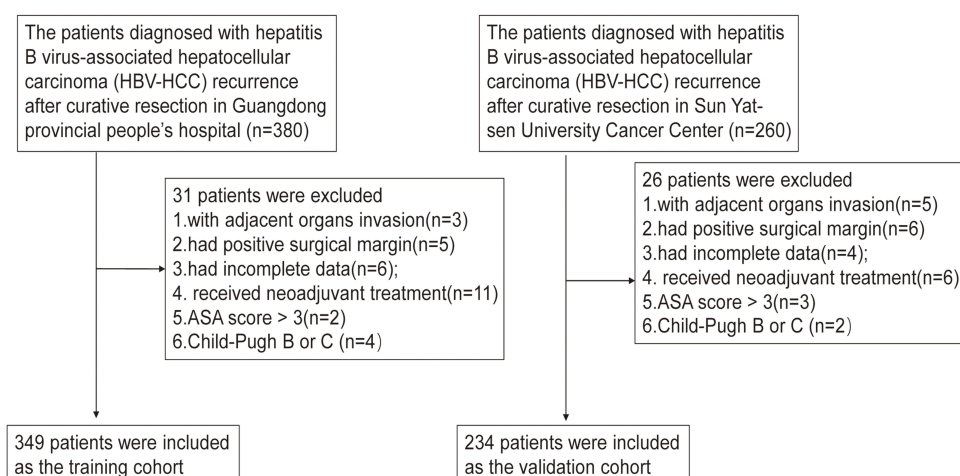 The patients diagnosed with hepatitis
B virus-associated hepatocellular
carcinoma (HBV-HCC) recurrence
after curative resection in Guangdong
provincial people's hospital (n=380)
31 patients were excluded
1.with adjacent organs invasion(n=3)
2.had positive surgical margin(n=5)
3.had incomplete data(n=6);
4. received neoadjuvant treatment(n=11)
5.ASA score > 3(n=2)
6.Child-Pugh B or C (n=4)
349 patients were included
as the training cohort
The patients diagnosed with hepatitis
B virus-associated hepatocellular
carcinoma (HBV-HCC) recurrence
after curative resection in Sun Yat-
sen University Cancer Center (n=260)
26 patients were excluded
1.with adjacent organs invasion(n=5)
2.had positive surgical margin(n=6)
3.had incomplete data(n=4);
4. received neoadjuvant treatment(n=6)
5.ASA score > 3(n=3)
6.Child-Pugh B or C (n=2)
234 patients were included
as the validation cohort